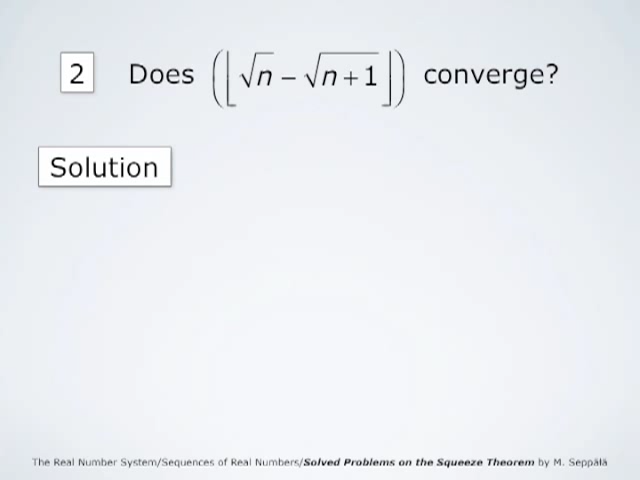 2 Does (⌊√n − √n+1⌋) converge?
Solution
The Real Number System/Sequences of Real Numbers/Solved Problems on the Squeeze Theorem by M. Seppälä